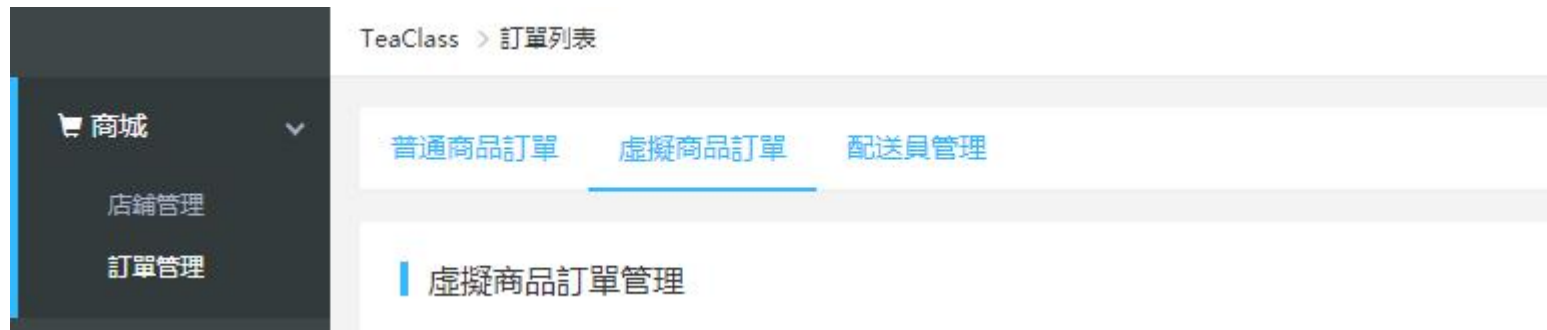 TeaClass > 訂單列表
商城
店鋪管理
訂單管理
普通商品訂單 虛擬商品訂單 配送員管理
虛擬商品訂單管理